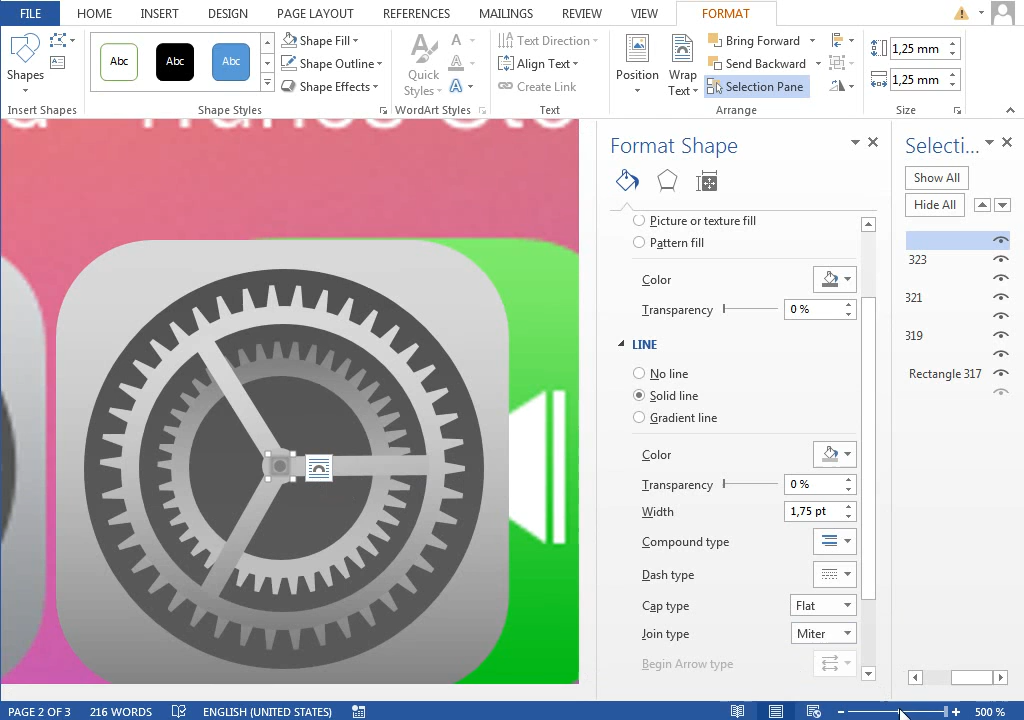 FILE HOME INSERT DESIGN PAGE LAYOUT REFERENCES MAILINGS REVIEW VIEW FORMAT
Shapes
Insert Shapes
Abc Abc Abc
Shape Fill
Shape Outline
Shape Effects
Shape Styles
Quick
Styles
WordArt Styles
Text Direction
Align Text
Create Link
Text
Position
Wrap
Text
Bring Forward
Send Backward
Selection Pane
Arrange
1,25 mm
1,25 mm
Size
Format Shape
Picture or texture fill
Pattern fill
Color
Transparency 0 %
LINE
No line
Solid line
Gradient line
Color
Transparency 0 %
Width 1,75 pt
Compound type
Dash type
Cap type Flat
Join type Miter
Begin Arrow type
Selecti...
Show All
Hide All
323
321
319
Rectangle 317
PAGE 2 OF 3 216 WORDS ENGLISH (UNITED STATES) 500 %